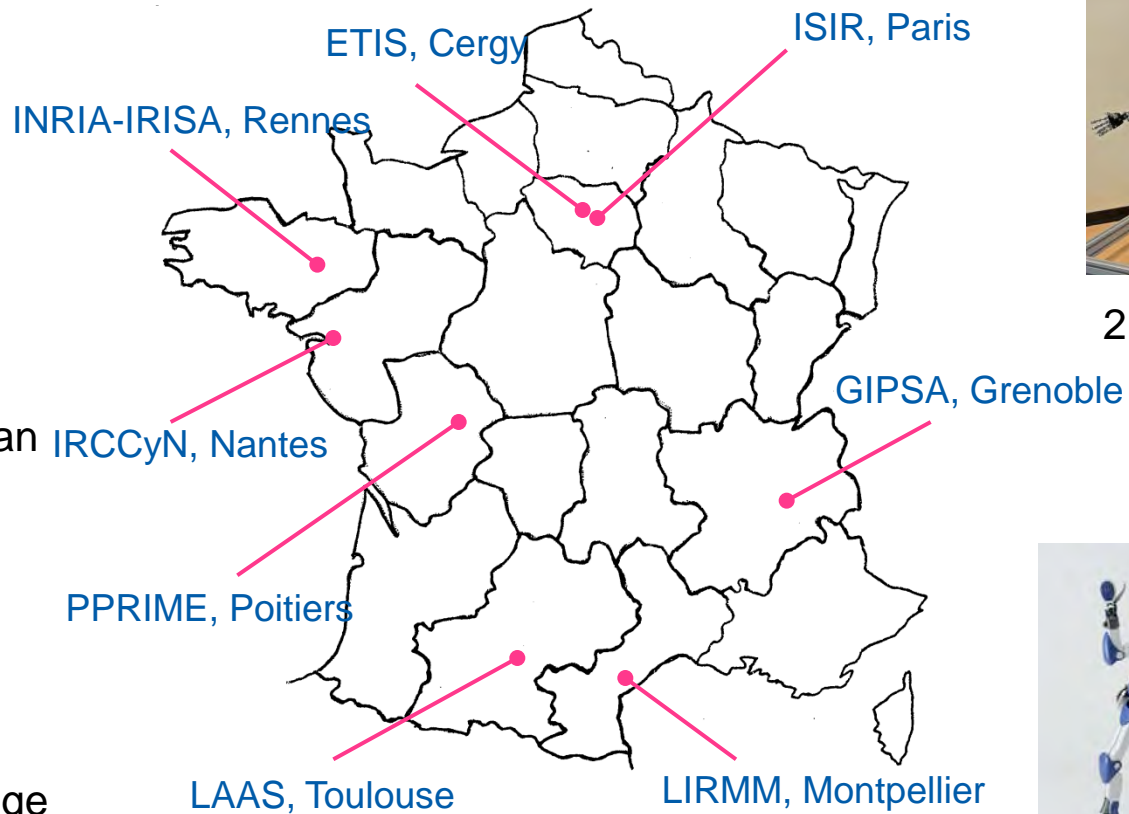 ISIR, Paris
ETIS, Cergy
INRIA-IRISA, Rennes
2
GIPSA, Grenoble
an IRCCyN, Nantes
PPRIME, Poitiers
LAAS, Toulouse
LIRMM, Montpellier
ge